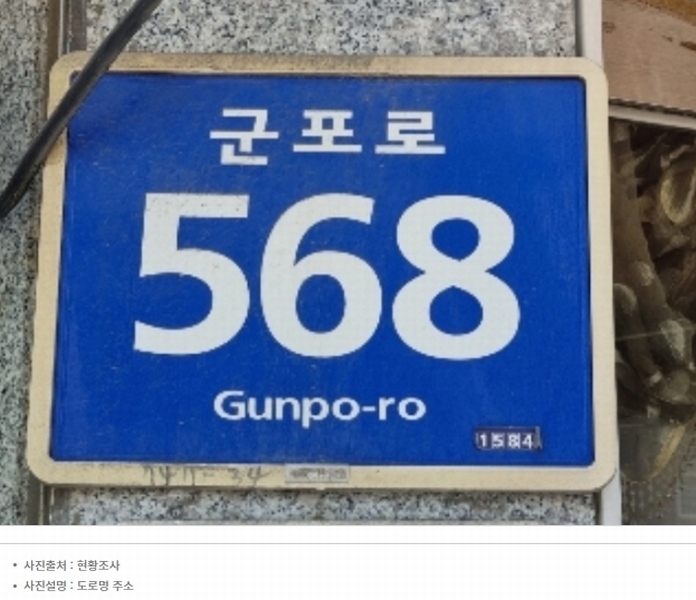 군포로
568
Gunpo-ro
1584
• 사진출처 : 현황조사
• 사진설명 : 도로명 주소